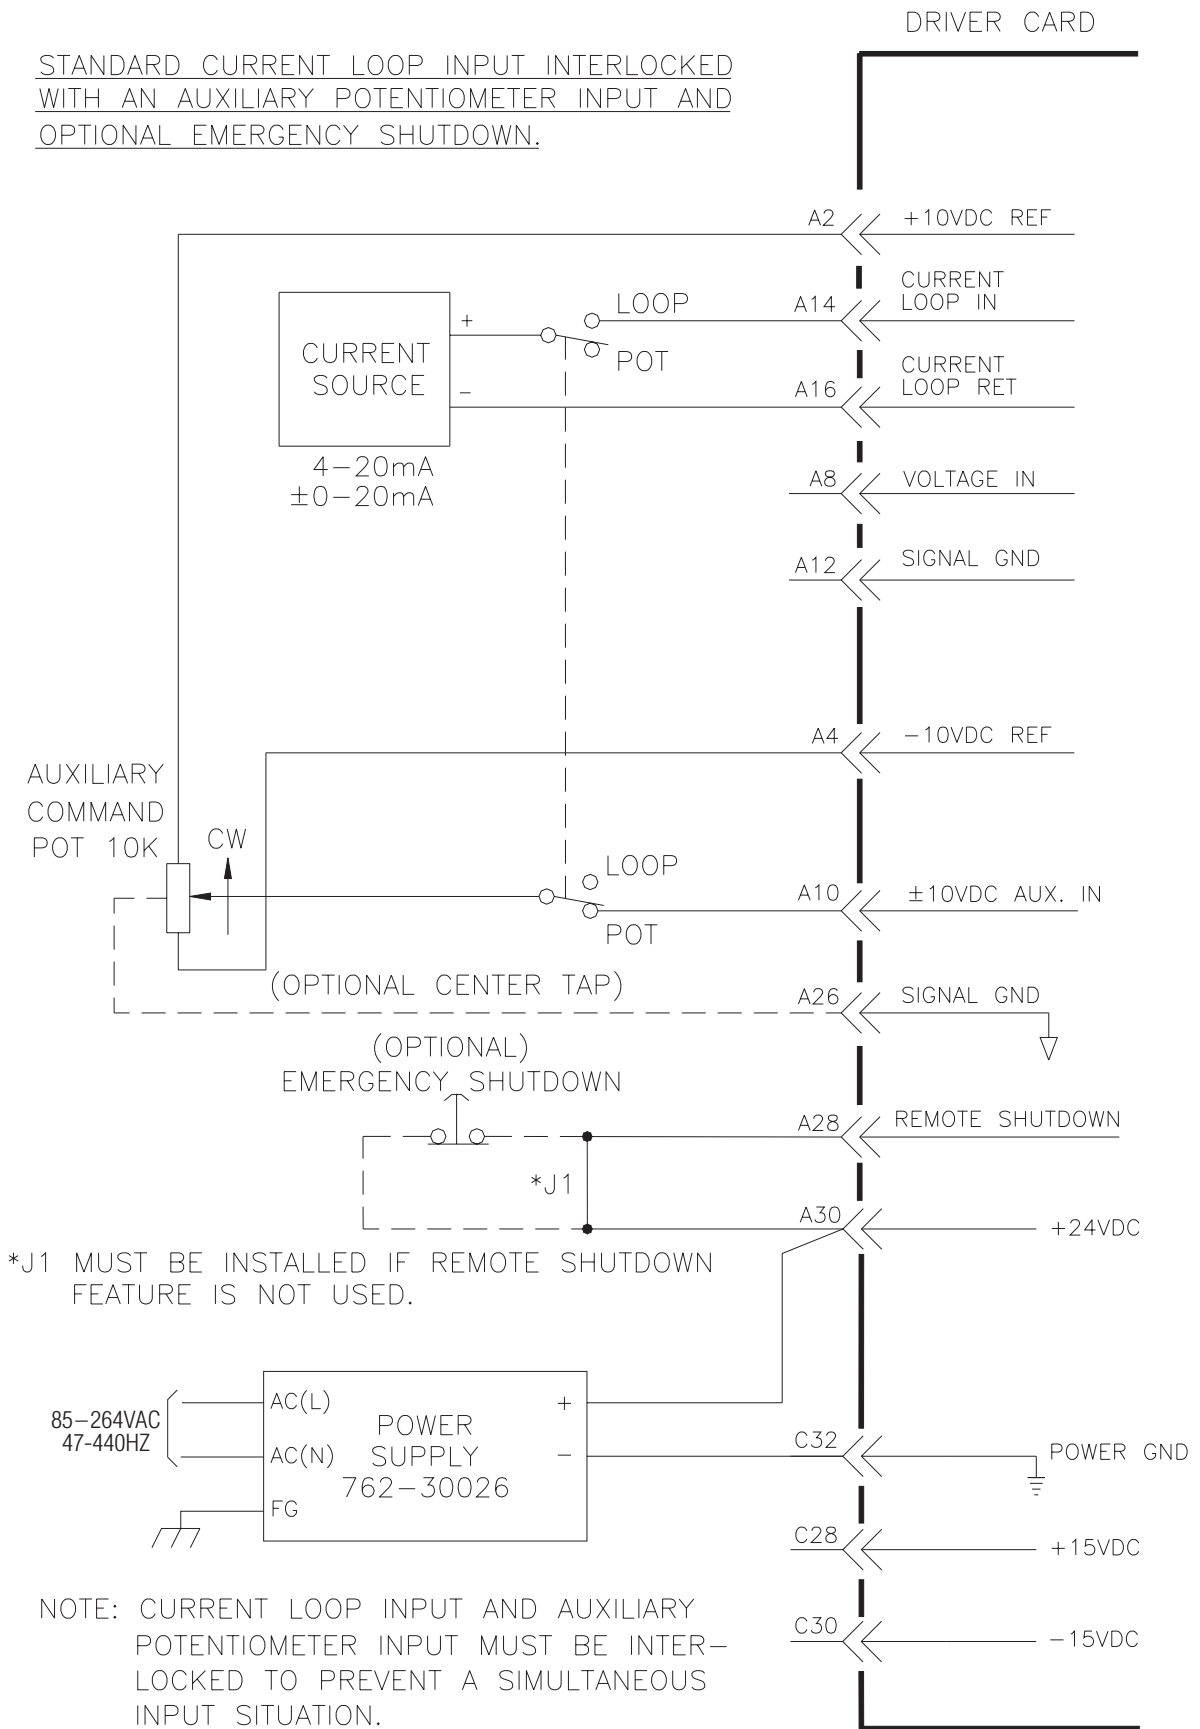 DRIVER CARD
STANDARD CURRENT LOOP INPUT INTERLOCKED
WITH AN AUXILIARY POTENTIOMETER INPUT AND
OPTIONAL EMERGENCY SHUTDOWN.
A2 +10VDC REF
CURRENT
LOOP IN
A14
LOOP
POT
+
CURRENT
SOURCE
–
4–20mA
±0–20mA
CURRENT
LOOP RET
A16
A8 VOLTAGE IN
A12 SIGNAL GND
A4 –10VDC REF
AUXILIARY
COMMAND
POT 10K
CW
LOOP
POT
A10 ±10VDC AUX. IN
(OPTIONAL CENTER TAP)
A26 SIGNAL GND
(OPTIONAL)
EMERGENCY SHUTDOWN
A28 REMOTE SHUTDOWN
*J1
A30 +24VDC
*J1 MUST BE INSTALLED IF REMOTE SHUTDOWN
FEATURE IS NOT USED.
85–264VAC
47-440HZ
AC(L)
AC(N)
FG
POWER
SUPPLY
762–30026
+
–
C32 POWER GND
C28 +15VDC
C30 –15VDC
NOTE: CURRENT LOOP INPUT AND AUXILIARY
POTENTIOMETER INPUT MUST BE INTER–
LOCKED TO PREVENT A SIMULTANEOUS
INPUT SITUATION.